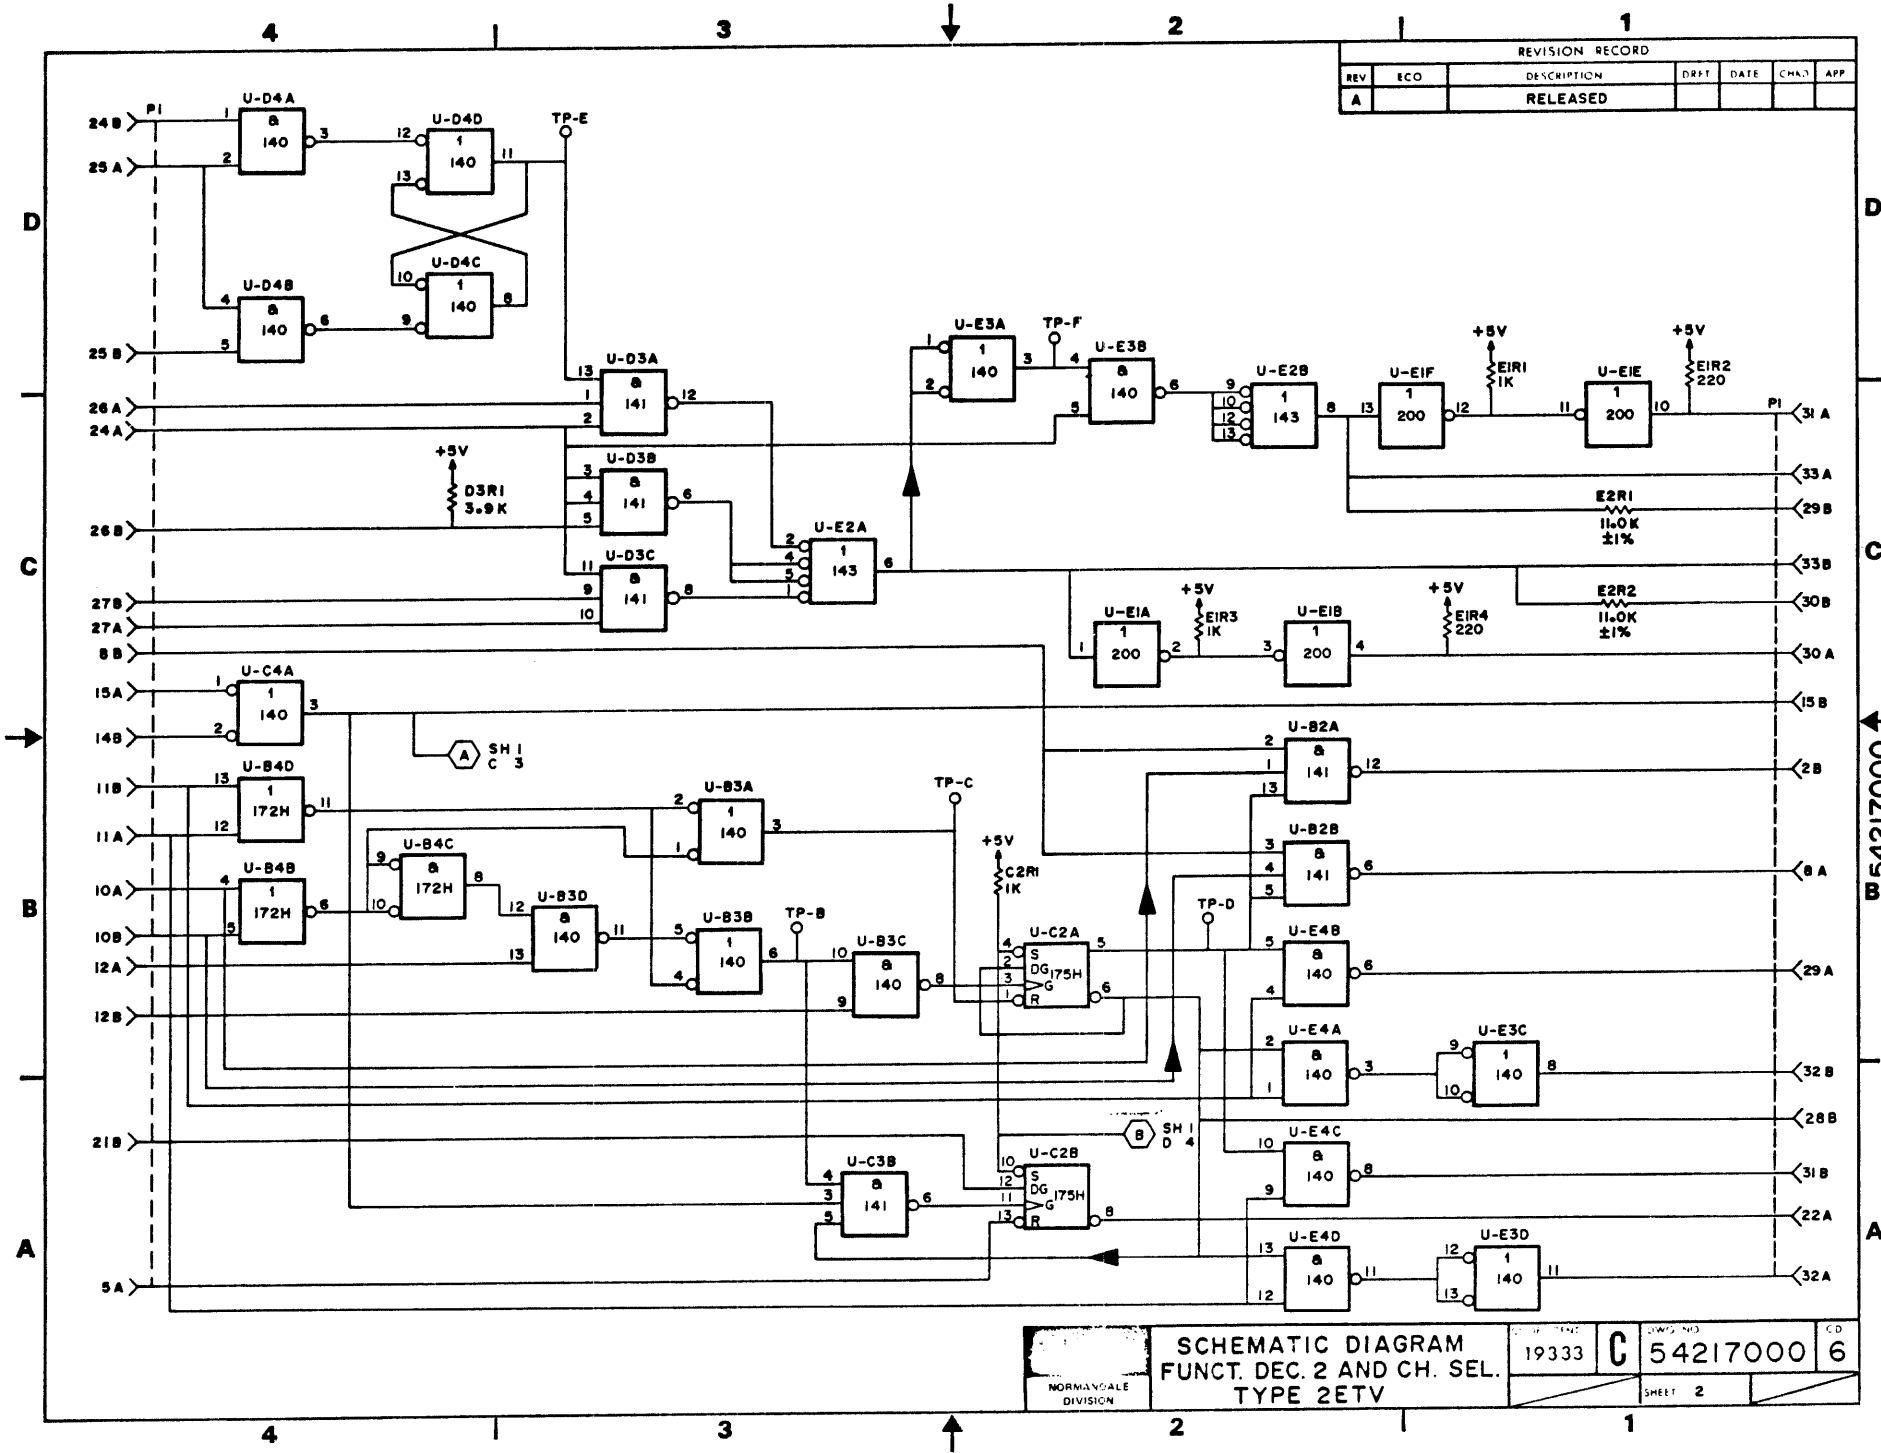 4 3 2 1
REVISION RECORD
REV ECO DESCRIPTION DRFT DATE CHKD APP
A RELEASED
P1
24B
25A
25B
26A
24A
26B
27B
27A
8B
15A
14B
11B
11A
10A
10B
12A
12B
21B
5A
D
C
B
A
U-D4A
&
140
1
2
3
U-D4D
1
140
12
13
11
TP-E
U-D4B
&
140
4
5
6
U-D4C
1
140
10
9
8
U-D3A
&
141
13
1
2
12
U-D3B
&
141
3
4
5
6
+5V
D3R1
3.9K
U-D3C
&
141
11
9
10
8
U-E2A
1
143
2
4
5
1
6
U-E3A
1
140
1
2
3
TP-F
U-E3B
&
140
4
5
6
U-E2B
1
143
9
10
12
13
8
U-E1F
1
200
13
12
+5V
E1R1
1K
U-E1E
1
200
11
10
+5V
E1R2
220
P1
31A
33A
E2R1
11.0K
±1%
29B
33B
E2R2
11.0K
±1%
30B
U-E1A
1
200
1
2
+5V
E1R3
1K
U-E1B
1
200
3
4
+5V
E1R4
220
30A
15B
U-C4A
1
140
1
2
3
A SH 1
C 3
U-B4D
1
172H
13
12
11
U-B4C
&
172H
9
10
8
U-B4B
1
172H
4
5
6
U-B3A
1
140
2
1
3
TP-C
U-B3D
&
140
12
13
11
U-B3B
1
140
5
4
6
TP-B
U-B3C
&
140
10
9
8
+5V
C2R1
1K
U-C2A
S
DG
G
R
175H
4
2
3
1
5
6
TP-D
U-B2A
&
141
2
1
13
12
2B
U-B2B
&
141
3
4
5
6
8A
U-E4B
&
140
5
4
6
29A
U-E4A
&
140
2
1
3
U-E3C
1
140
9
10
8
32B
28B
B SH 1
D 4
U-C3B
&
141
4
3
5
6
U-C2B
S
DG
G
R
175H
10
12
11
13
8
U-E4C
&
140
10
9
8
31B
22A
U-E4D
&
140
13
12
11
U-E3D
1
140
12
13
11
32A
D
C
54217000
B
A
NORMANDALE
DIVISION
SCHEMATIC DIAGRAM
FUNCT. DEC. 2 AND CH. SEL.
TYPE 2ETV
19333
C
DWG NO
54217000
CD
6
SHEET 2
4 3 2 1